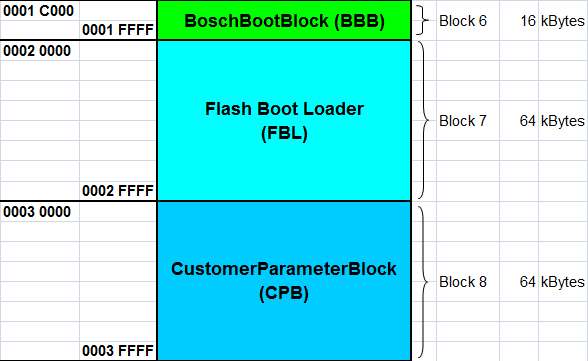 0001 C000
BoschBootBlock (BBB)
Block 6 16 kBytes
0001 FFFF
0002 0000
Flash Boot Loader
(FBL)
Block 7 64 kBytes
0002 FFFF
0003 0000
CustomerParameterBlock
(CPB)
Block 8 64 kBytes
0003 FFFF